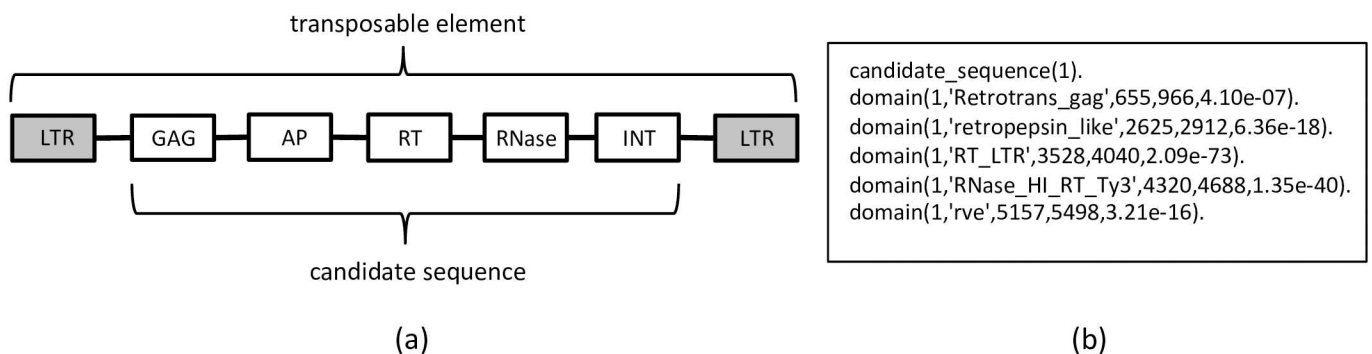 transposable element
LTR GAG AP RT RNase INT LTR
candidate sequence
(a)
candidate_sequence(1).
domain(1,'Retrotrans_gag',655,966,4.10e-07).
domain(1,'retropepsin_like',2625,2912,6.36e-18).
domain(1,'RT_LTR',3528,4040,2.09e-73).
domain(1,'RNase_HI_RT_Ty3',4320,4688,1.35e-40).
domain(1,'rve',5157,5498,3.21e-16).
(b)